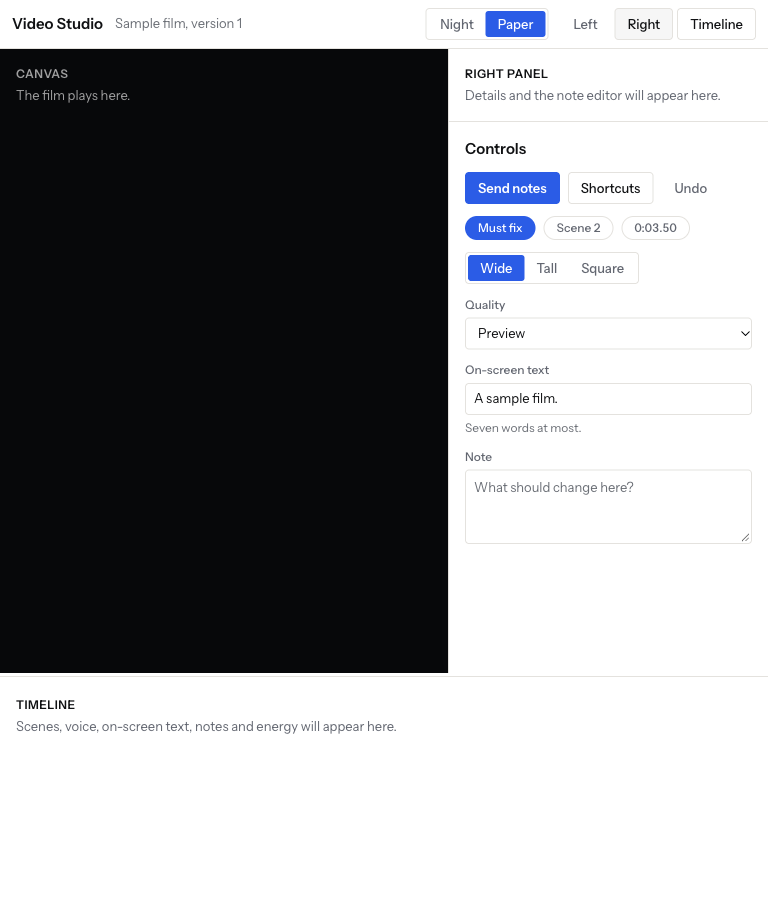 Video Studio
Sample film, version 1
Night
Paper
Left
Right
Timeline
CANVAS
The film plays here.
RIGHT PANEL
Details and the note editor will appear here.
Controls
Send notes
Shortcuts
Undo
Must fix
Scene 2
0:03.50
Wide
Tall
Square
Quality
Preview
On-screen text
A sample film.
Seven words at most.
Note
What should change here?
TIMELINE
Scenes, voice, on-screen text, notes and energy will appear here.